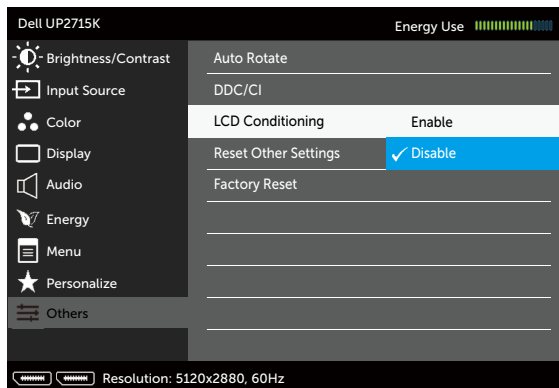 Dell UP2715K
Energy Use
Brightness/Contrast
Auto Rotate
Input Source
DDC/CI
Color
LCD Conditioning
Enable
Display
Reset Other Settings
Disable
Audio
Factory Reset
Energy
Menu
Personalize
Others
Resolution: 5120x2880, 60Hz